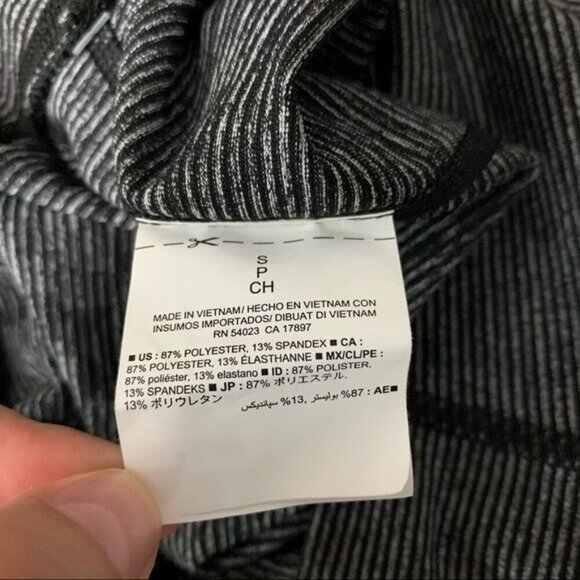 S
P
CH
MADE IN VIETNAM/ HECHO EN VIETNAM CON
INSUMOS IMPORTADOS/ DIBUAT DI VIETNAM
RN 54023 CA 17897
■ US : 87% POLYESTER, 13% SPANDEX ■ CA :
87% POLYESTER, 13% ÉLASTHANNE ■ MX/CL/PE :
87% poliéster, 13% elastano ■ ID : 87% POLISTER,
13% SPANDEKS ■ JP : 87% ポリエステル,
13% ポリウレタン
■AE : %87 بوليستر, %13 سپانديكس